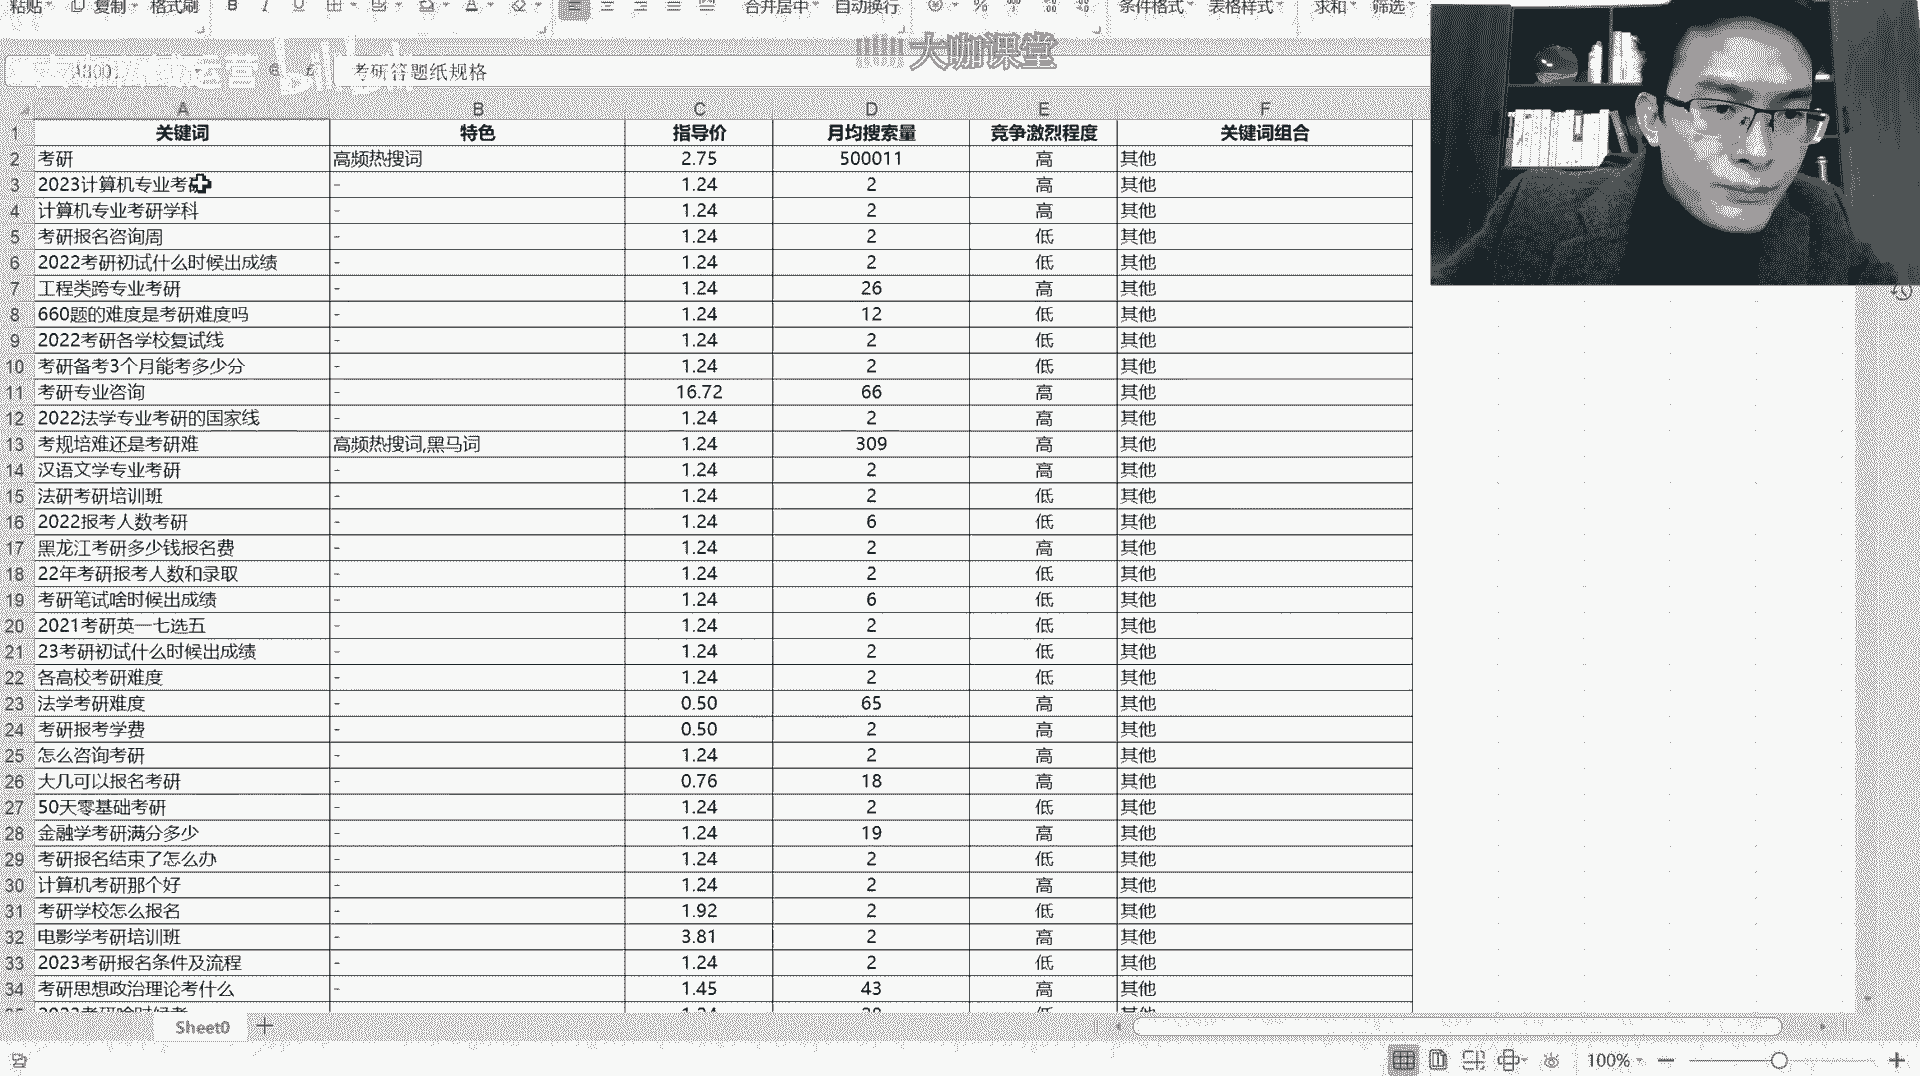 粘贴 复制 格式刷 B I U A 合并居中 自动换行 % 条件格式 表格样式 求和 筛选
大咖课堂
A3001 考研答题纸规格
bilibili
A B C D E F
1 关键词 特色 指导价 月均搜索量 竞争激烈程度 关键词组合
2 考研 高频热搜词 2.75 500011 高 其他
3 2023计算机专业考 - 1.24 2 高 其他
4 计算机专业考研学科 - 1.24 2 高 其他
5 考研报名咨询周 - 1.24 2 低 其他
6 2022考研初试什么时候出成绩 - 1.24 2 低 其他
7 工程类跨专业考研 - 1.24 26 高 其他
8 660题的难度是考研难度吗 - 1.24 12 低 其他
9 2022考研各学校复试线 - 1.24 2 低 其他
10 考研备考3个月能考多少分 - 1.24 2 低 其他
11 考研专业咨询 - 16.72 66 高 其他
12 2022法学专业考研的国家线 - 1.24 2 高 其他
13 考规培难还是考研难 高频热搜词,黑马词 1.24 309 高 其他
14 汉语文学专业考研 - 1.24 2 高 其他
15 法研考研培训班 - 1.24 2 低 其他
16 2022报考人数考研 - 1.24 6 低 其他
17 黑龙江考研多少钱报名费 - 1.24 2 高 其他
18 22年考研报考人数和录取 - 1.24 2 低 其他
19 考研笔试啥时候出成绩 - 1.24 6 低 其他
20 2021考研英一七选五 - 1.24 2 低 其他
21 23考研初试什么时候出成绩 - 1.24 2 低 其他
22 各高校考研难度 - 1.24 2 低 其他
23 法学考研难度 - 0.50 65 高 其他
24 考研报考学费 - 0.50 2 高 其他
25 怎么咨询考研 - 1.24 2 高 其他
26 大几可以报名考研 - 0.76 18 高 其他
27 50天零基础考研 - 1.24 2 低 其他
28 金融学考研满分多少 - 1.24 19 高 其他
29 考研报名结束了怎么办 - 1.24 2 低 其他
30 计算机考研那个好 - 1.24 2 高 其他
31 考研学校怎么报名 - 1.92 2 低 其他
32 电影学考研培训班 - 3.81 2 高 其他
33 2023考研报名条件及流程 - 1.24 2 低 其他
34 考研思想政治理论考什么 - 1.45 43 高 其他
Sheet0
100%